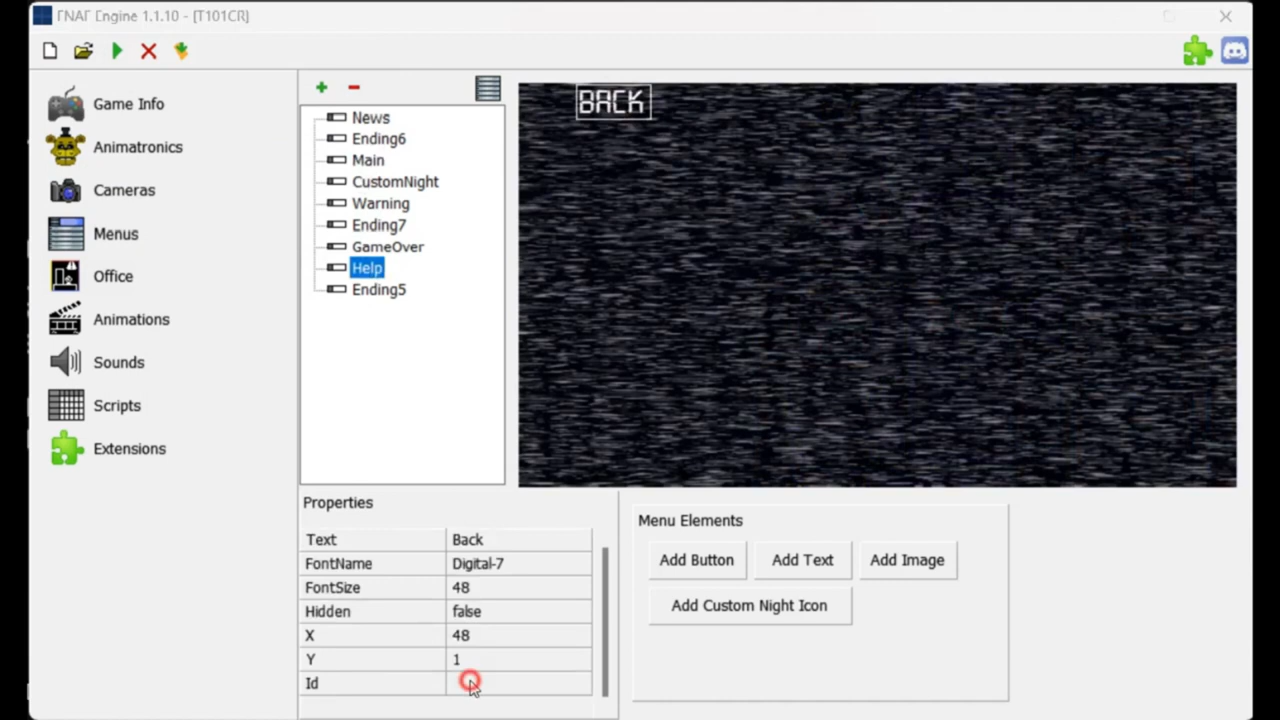 FNAF Engine 1.1.10 - [T101CR]
Game Info
Animatronics
Cameras
Menus
Office
Animations
Sounds
Scripts
Extensions
News
Ending6
Main
CustomNight
Warning
Ending7
GameOver
Help
Ending5
BACK
Properties
Text Back
FontName Digital-7
FontSize 48
Hidden false
X 48
Y 1
Id
Menu Elements
Add Button Add Text Add Image
Add Custom Night Icon